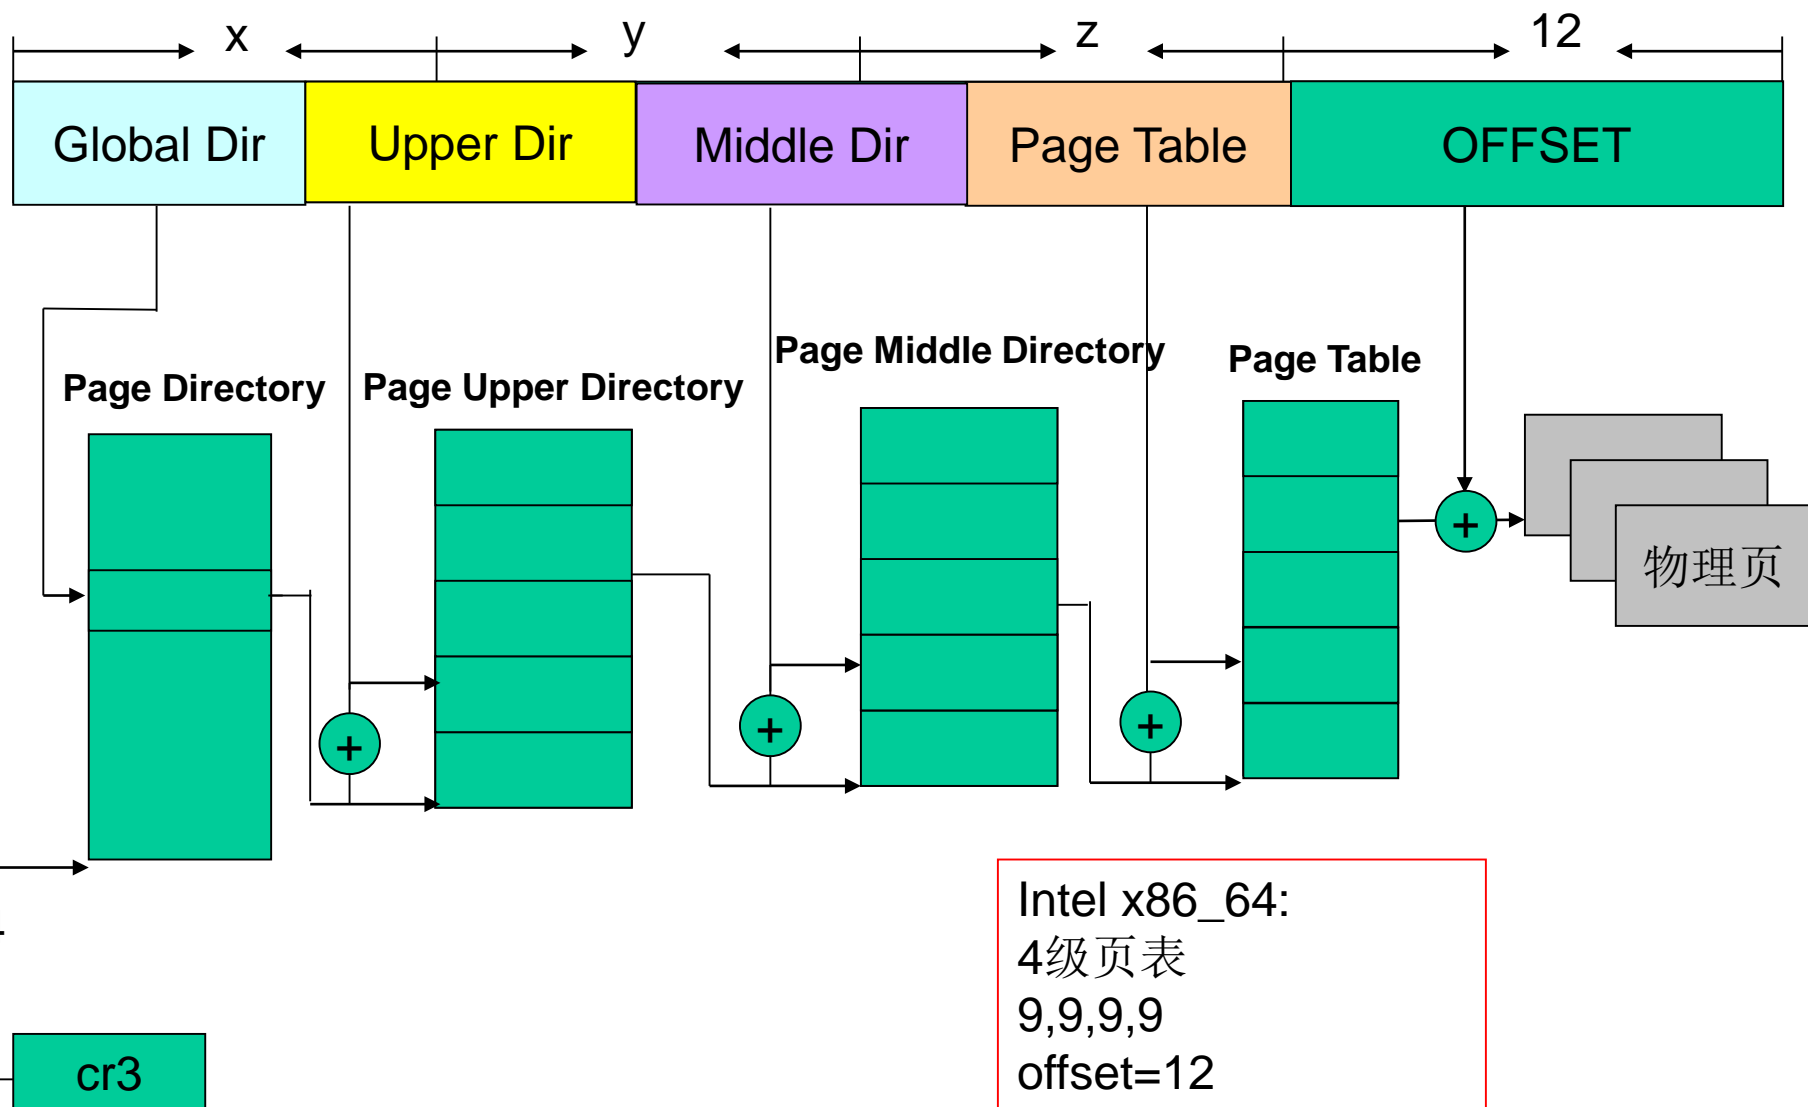 x y z 12
Global Dir Upper Dir Middle Dir Page Table OFFSET
Page Directory Page Upper Directory Page Middle Directory Page Table
+ + + +
物理页
Intel x86_64:
4级页表
9,9,9,9
offset=12
cr3